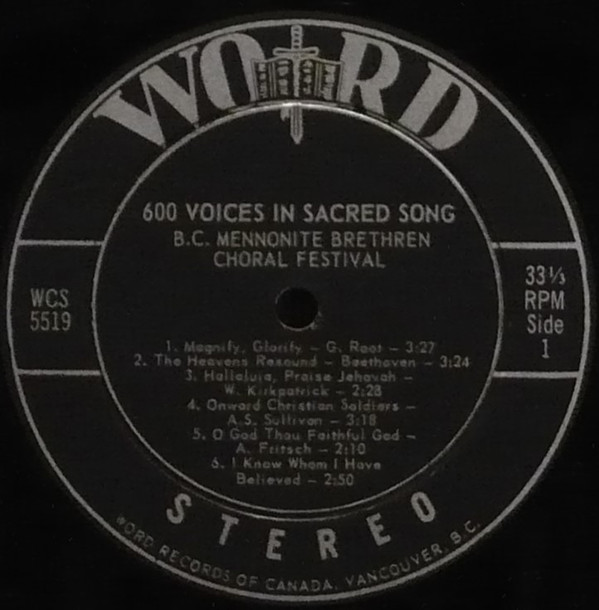 WORD
600 VOICES IN SACRED SONG
B.C. MENNONITE BRETHREN
CHORAL FESTIVAL
WCS
5519
33⅓
RPM
Side
1
1. Magnify, Glorify – G. Root – 3:27
2. The Heavens Resound – Beethoven – 3:24
3. Halleluia, Praise Jehovah –
W. Kirkpatrick – 2:28
4. Onward Christian Soldiers –
A.S. Sullivan – 3:18
5. O God Thou Faithful God –
A. Fritsch – 2:10
6. I Know Whom I Have
Believed – 2:50
STEREO
WORD RECORDS OF CANADA, VANCOUVER, B.C.